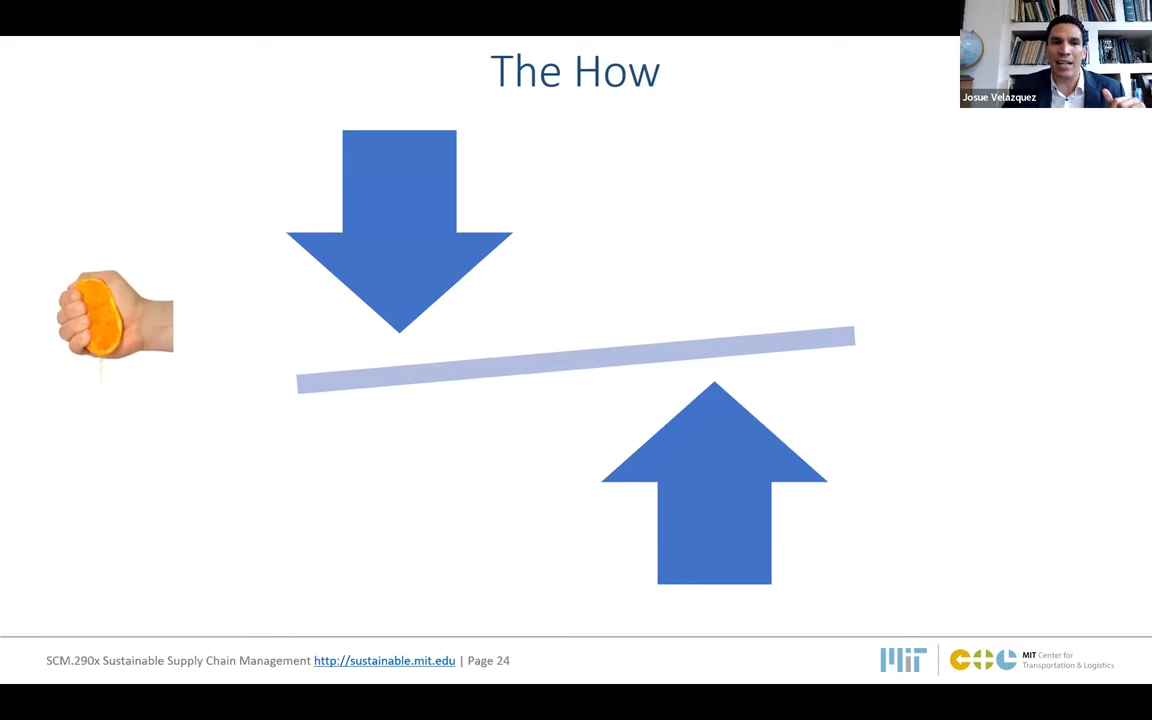 The How
Josue Velazquez
SCM.290x Sustainable Supply Chain Management http://sustainable.mit.edu | Page 24
MIT
MIT Center for
Transportation & Logistics